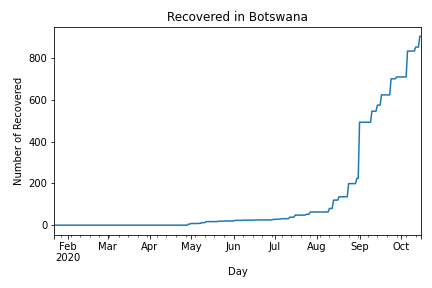 Recovered in Botswana
Number of Recovered
800
600
400
200
0
Feb Mar Apr May Jun Jul Aug Sep Oct
2020
Day